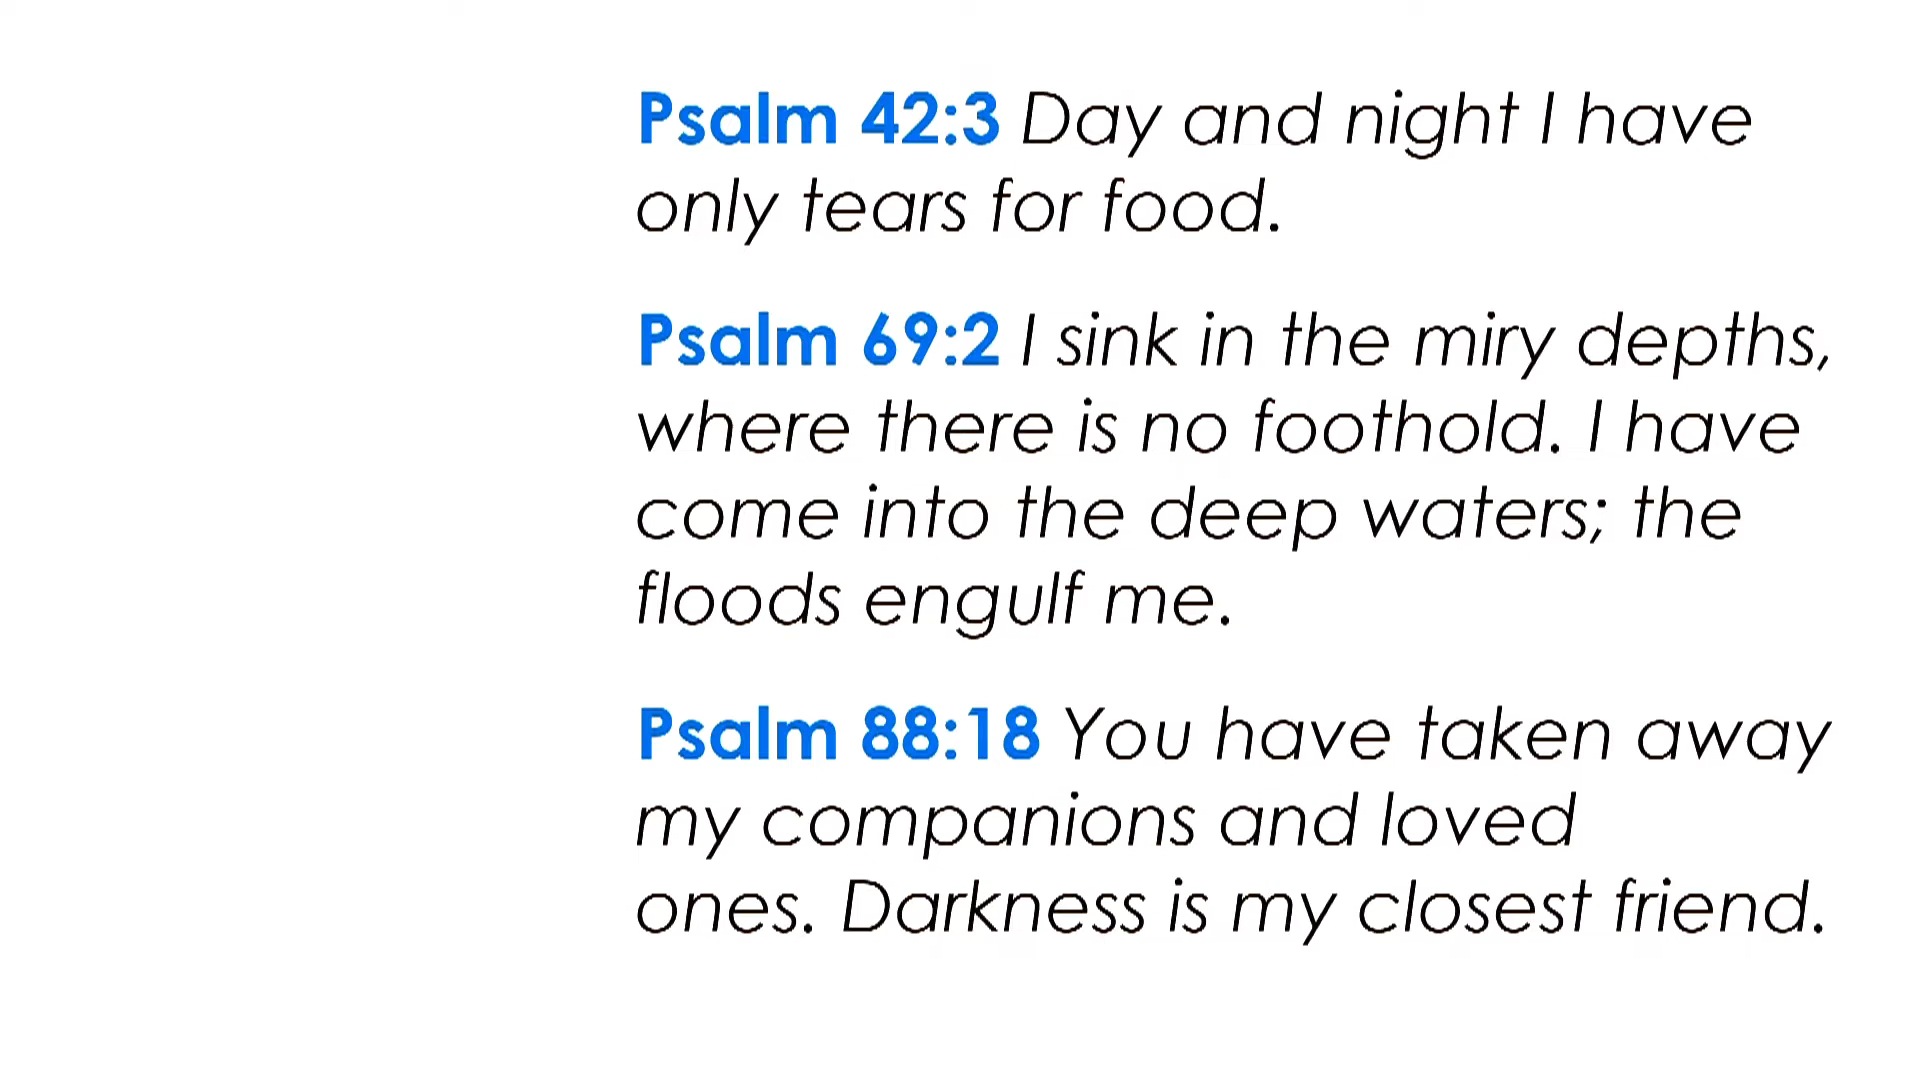 Psalm 42:3 Day and night I have
only tears for food.
Psalm 69:2 I sink in the miry depths,
where there is no foothold. I have
come into the deep waters; the
floods engulf me.
Psalm 88:18 You have taken away
my companions and loved
ones. Darkness is my closest friend.